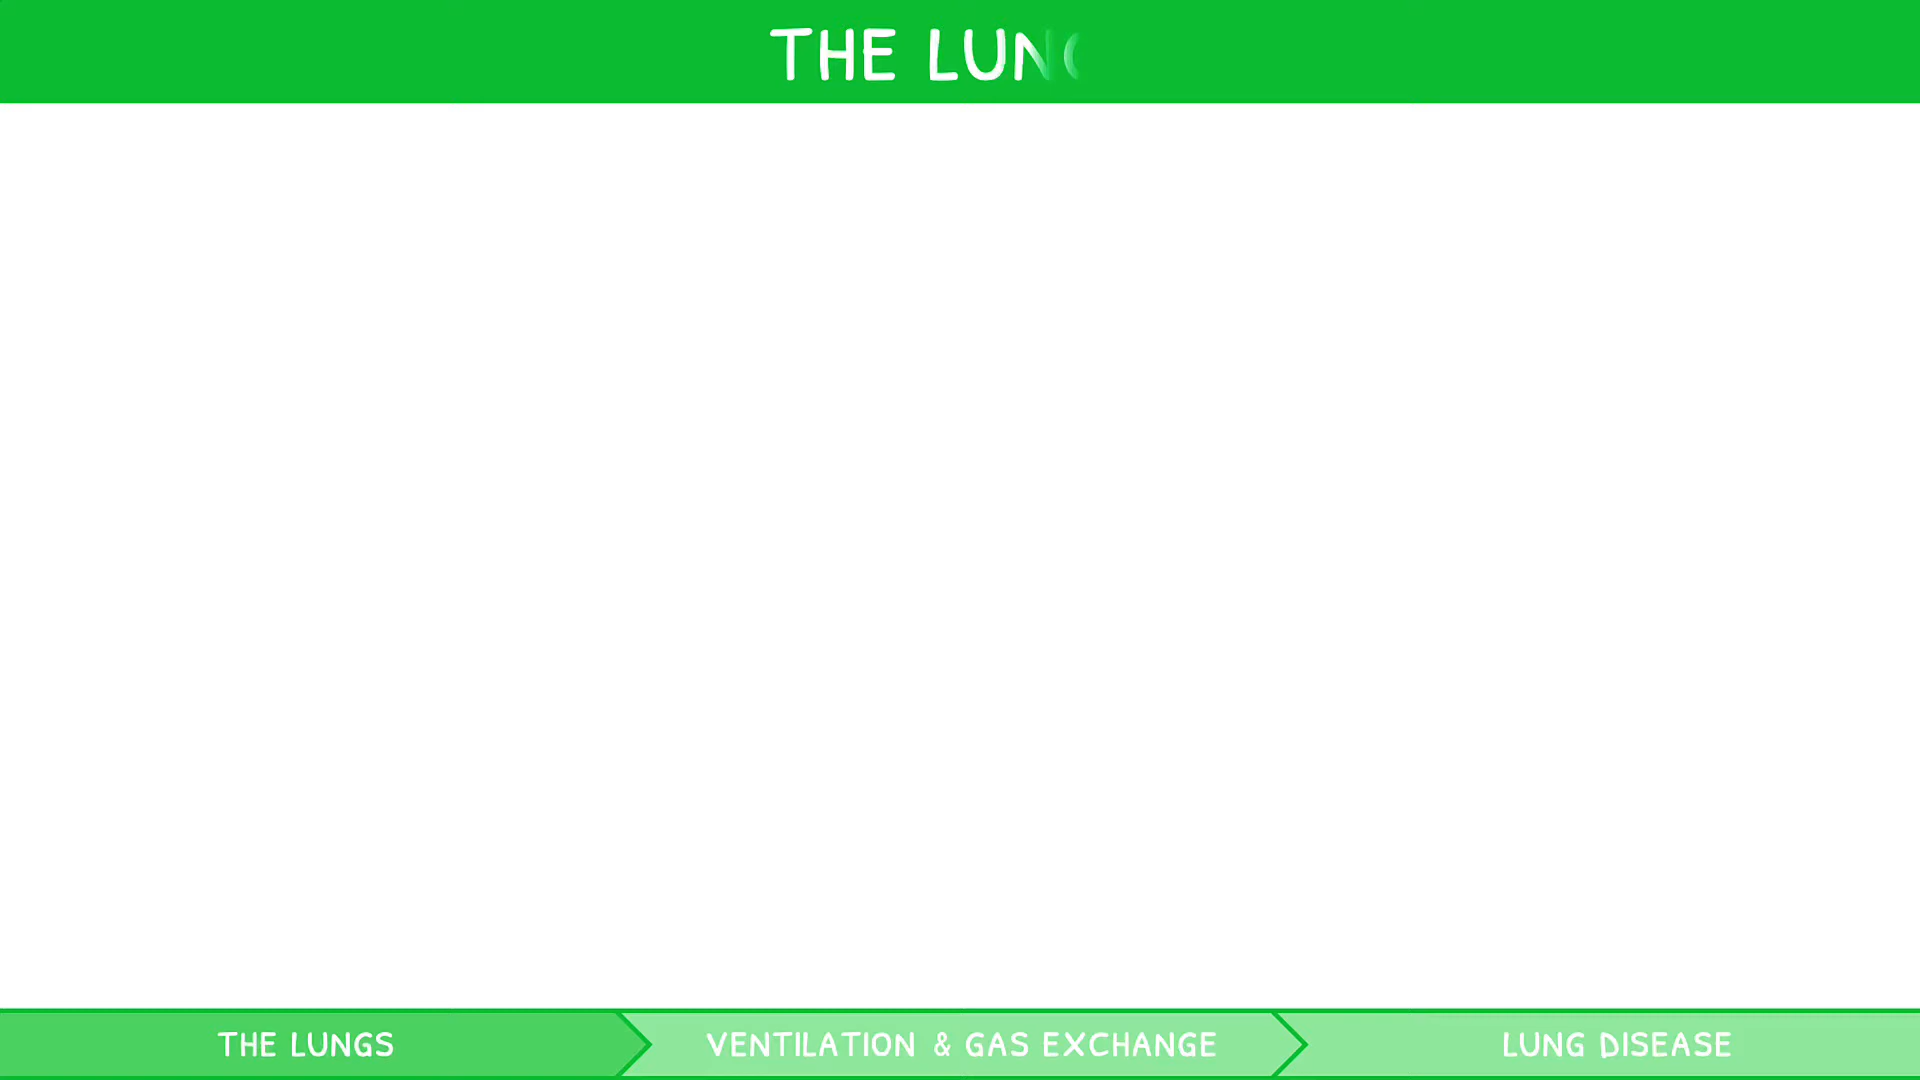 THE LUN
THE LUNGS
VENTILATION & GAS EXCHANGE
LUNG DISEASE